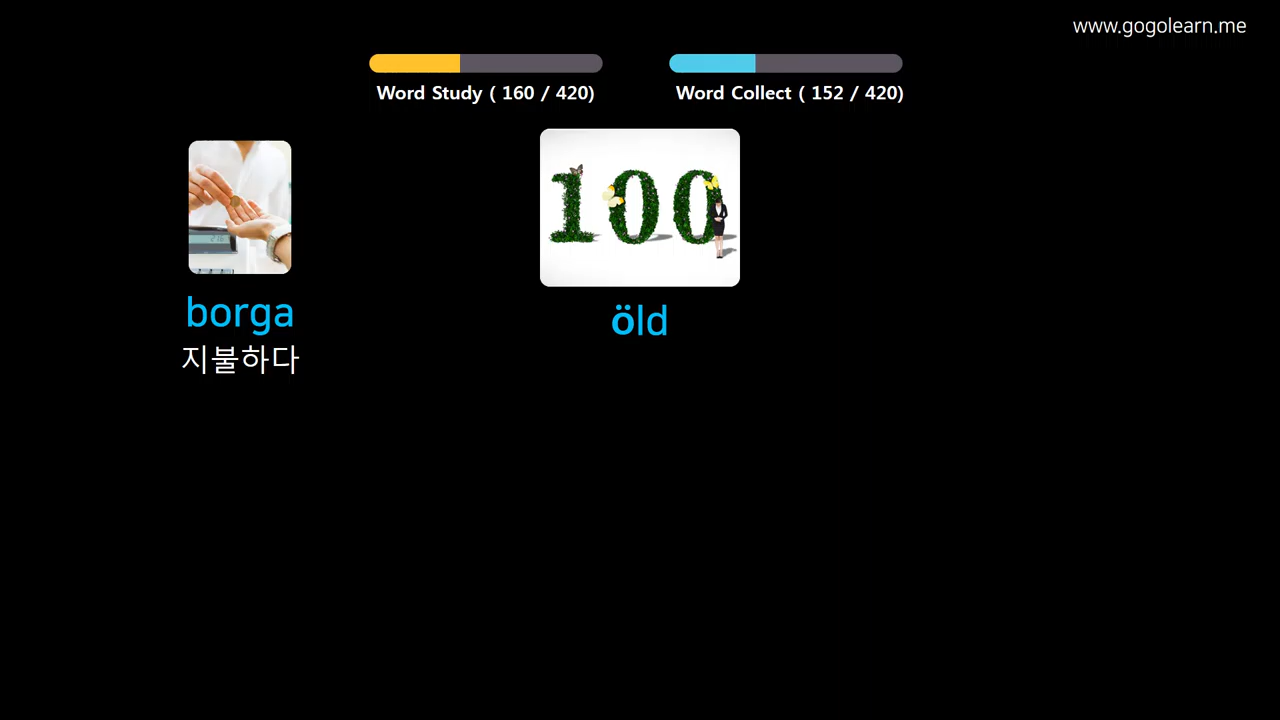 www.gogolearn.me
Word Study ( 160 / 420)
Word Collect ( 152 / 420)
100
borga
지불하다
öld